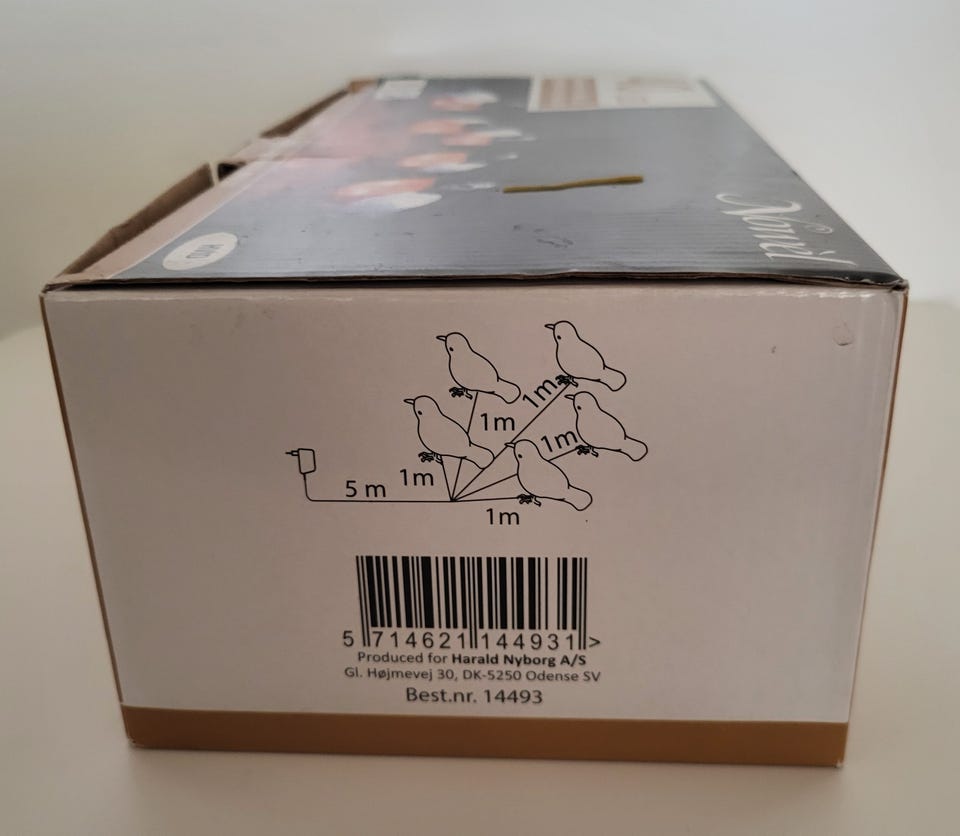 HVID
1m
1m
1m
1m
5 m
1m
5 714621 144931 >
Produced for Harald Nyborg A/S
Gl. Højmevej 30, DK-5250 Odense SV
Best.nr. 14493